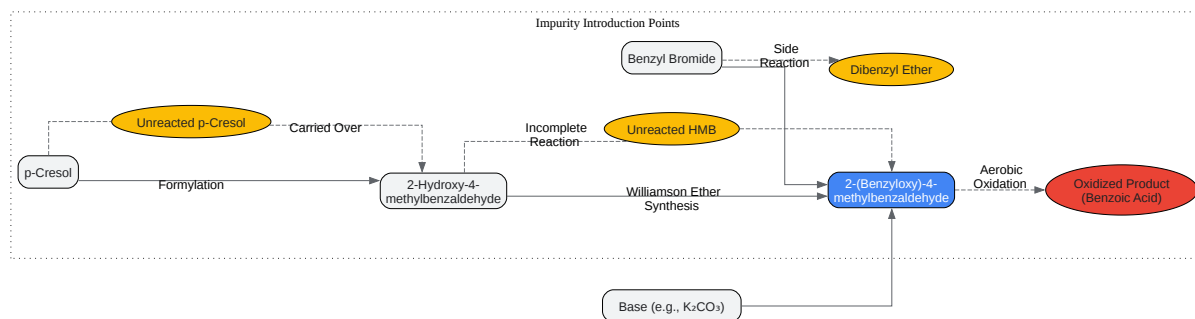 Impurity Introduction Points
Benzyl Bromide
Side
Reaction
Dibenzyl Ether
Unreacted p-Cresol
Carried Over
Incomplete
Reaction
Unreacted HMB
p-Cresol
Formylation
2-Hydroxy-4-
methylbenzaldehyde
Williamson Ether
Synthesis
2-(Benzyloxy)-4-
methylbenzaldehyde
Aerobic
Oxidation
Oxidized Product
(Benzoic Acid)
Base (e.g., K₂CO₃)